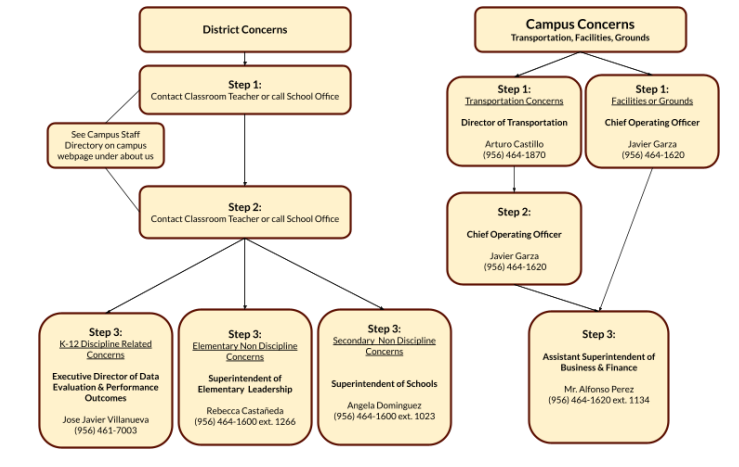 District Concerns
Step 1:
Contact Classroom Teacher or call School Office
See Campus Staff
Directory on campus
webpage under about us
Step 2:
Contact Classroom Teacher or call School Office
Step 3:
K-12 Discipline Related
Concerns
Executive Director of Data
Evaluation & Performance
Outcomes
Jose Javier Villanueva
(956) 461-7003
Step 3:
Elementary Non Discipline
Concerns
Superintendent of
Elementary Leadership
Rebecca Castañeda
(956) 464-1600 ext. 1266
Step 3:
Secondary Non Discipline
Concerns
Superintendent of Schools
Angela Dominguez
(956) 464-1600 ext. 1023
Campus Concerns
Transportation, Facilities, Grounds
Step 1:
Transportation Concerns
Director of Transportation
Arturo Castillo
(956) 464-1870
Step 1:
Facilities or Grounds
Chief Operating Officer
Javier Garza
(956) 464-1620
Step 2:
Chief Operating Officer
Javier Garza
(956) 464-1620
Step 3:
Assistant Superintendent of
Business & Finance
Mr. Alfonso Perez
(956) 464-1620 ext. 1134